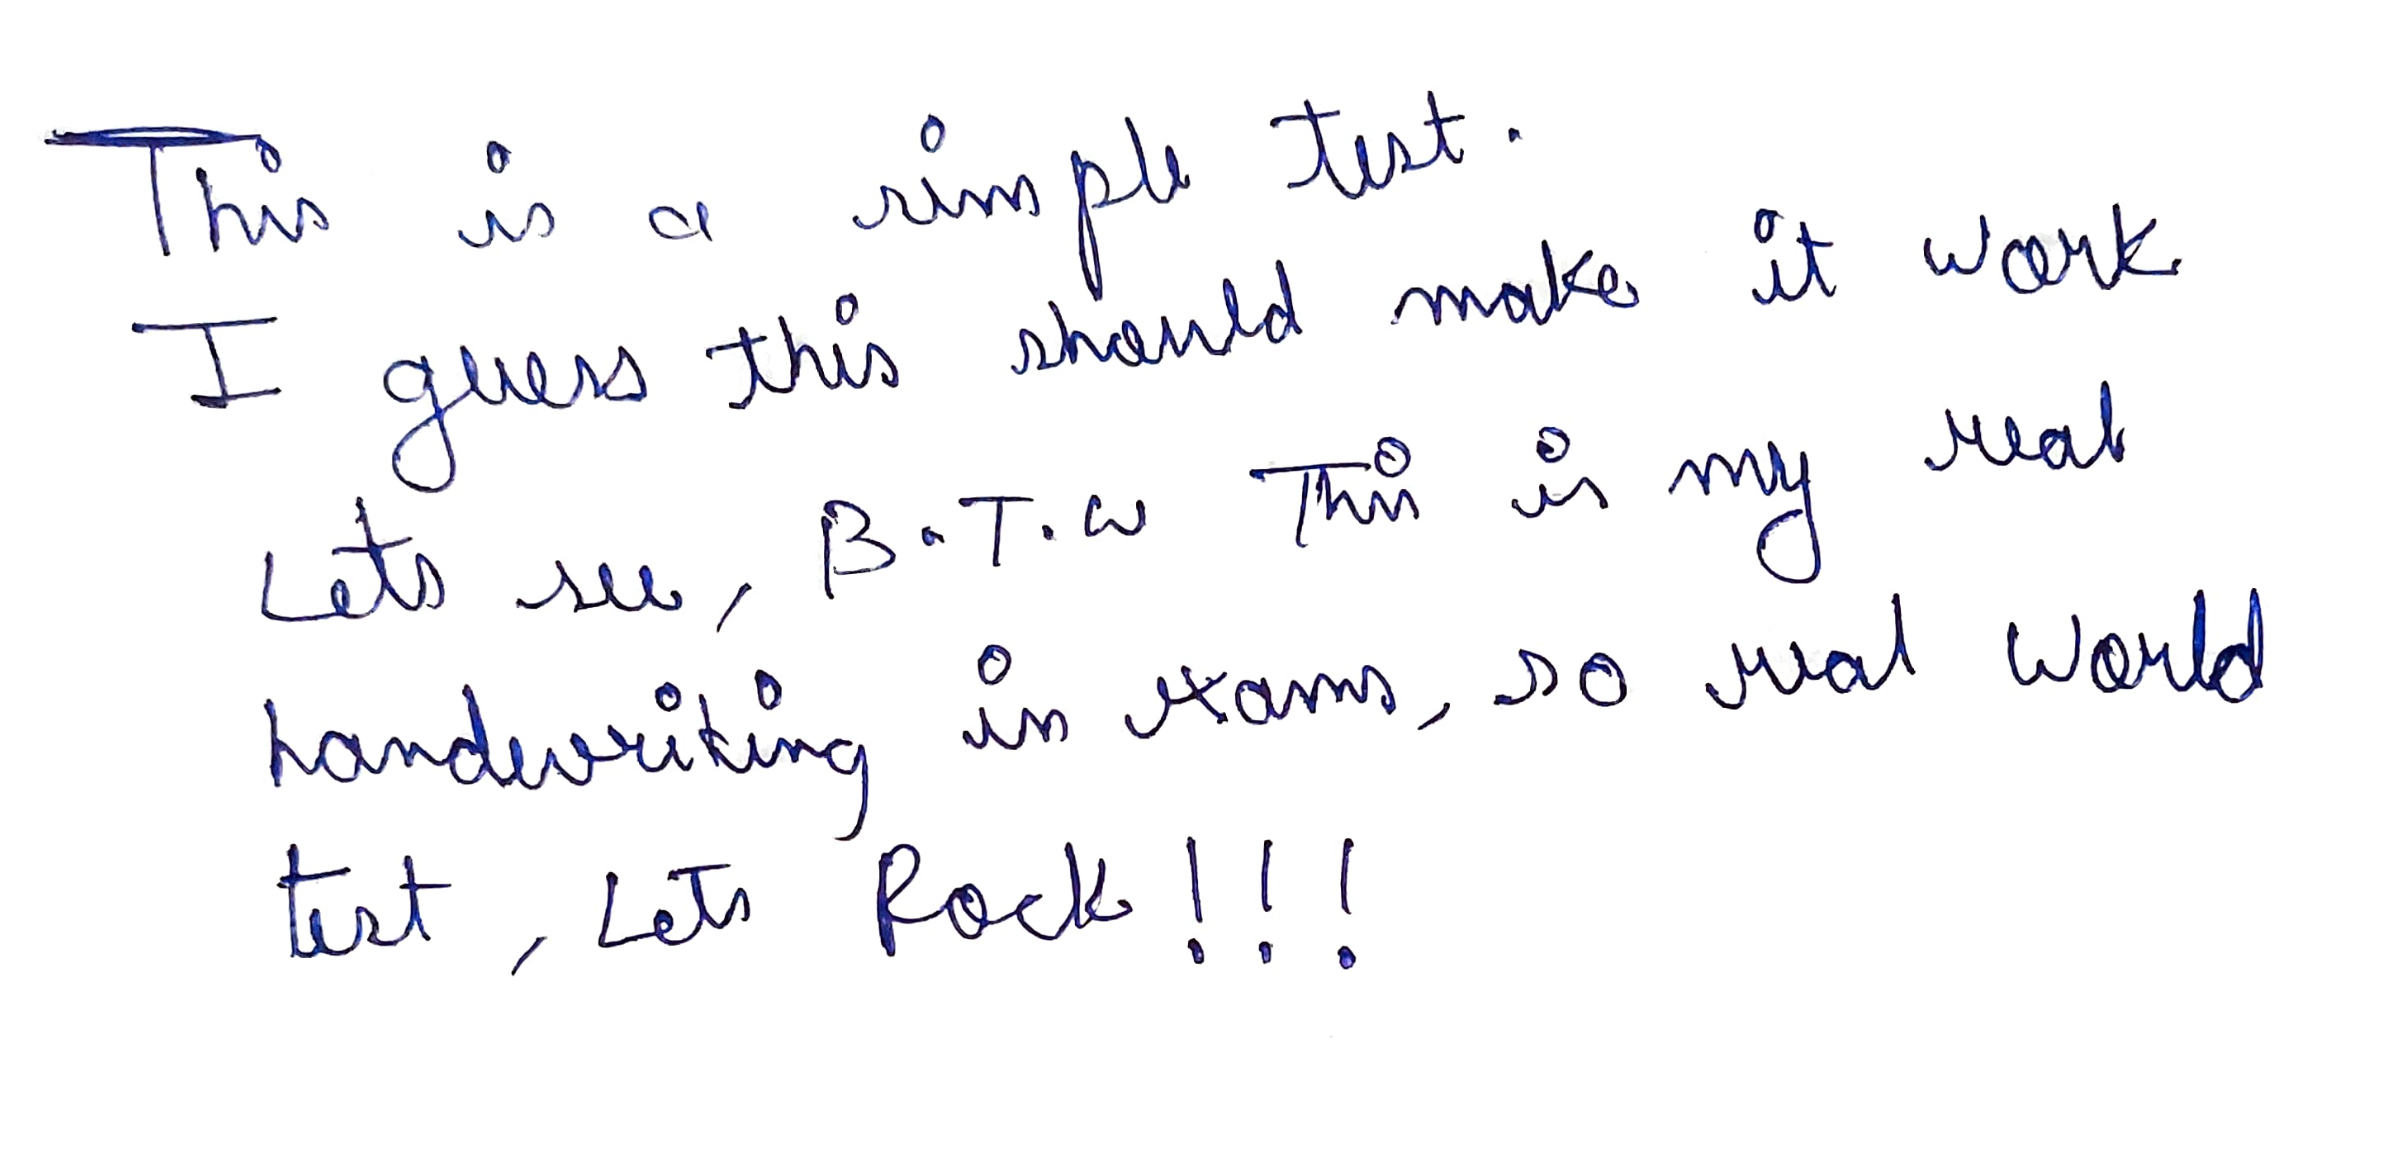 This is a simple test.
I guess this should make it work
Lets see, B.T.W This is my real
handwriting in exams, so real world
test, Lets Rock!!!